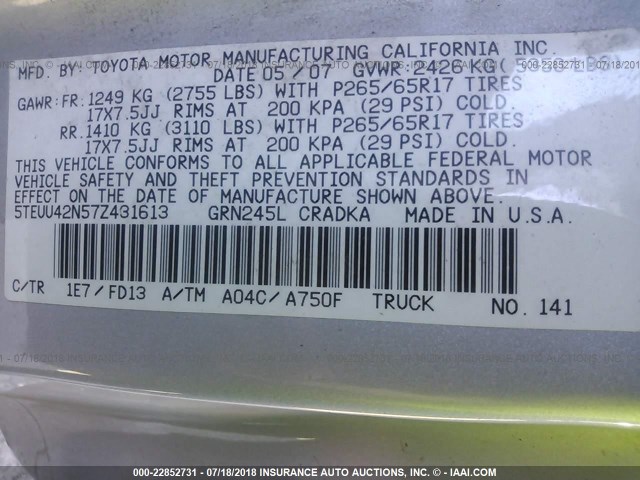 MFD. BY: TOYOTA MOTOR MANUFACTURING CALIFORNIA INC.
DATE 05/07 GVWR: 2426 KG
GAWR: FR. 1249 KG (2755 LBS) WITH P265/65R17 TIRES
17X7.5JJ RIMS AT 200 KPA (29 PSI) COLD.
RR. 1410 KG (3110 LBS) WITH P265/65R17 TIRES
17X7.5JJ RIMS AT 200 KPA (29 PSI) COLD.
THIS VEHICLE CONFORMS TO ALL APPLICABLE FEDERAL MOTOR
VEHICLE SAFETY AND THEFT PREVENTION STANDARDS IN
EFFECT ON THE DATE OF MANUFACTURE SHOWN ABOVE.
5TEUU42N57Z431613 GRN245L CRADKA MADE IN U.S.A.
C/TR 1E7/FD13 A/TM A04C/A750F TRUCK NO. 141
000-22852731 - 07/18/2018 INSURANCE AUTO AUCTIONS, INC. - © - IAAI.COM